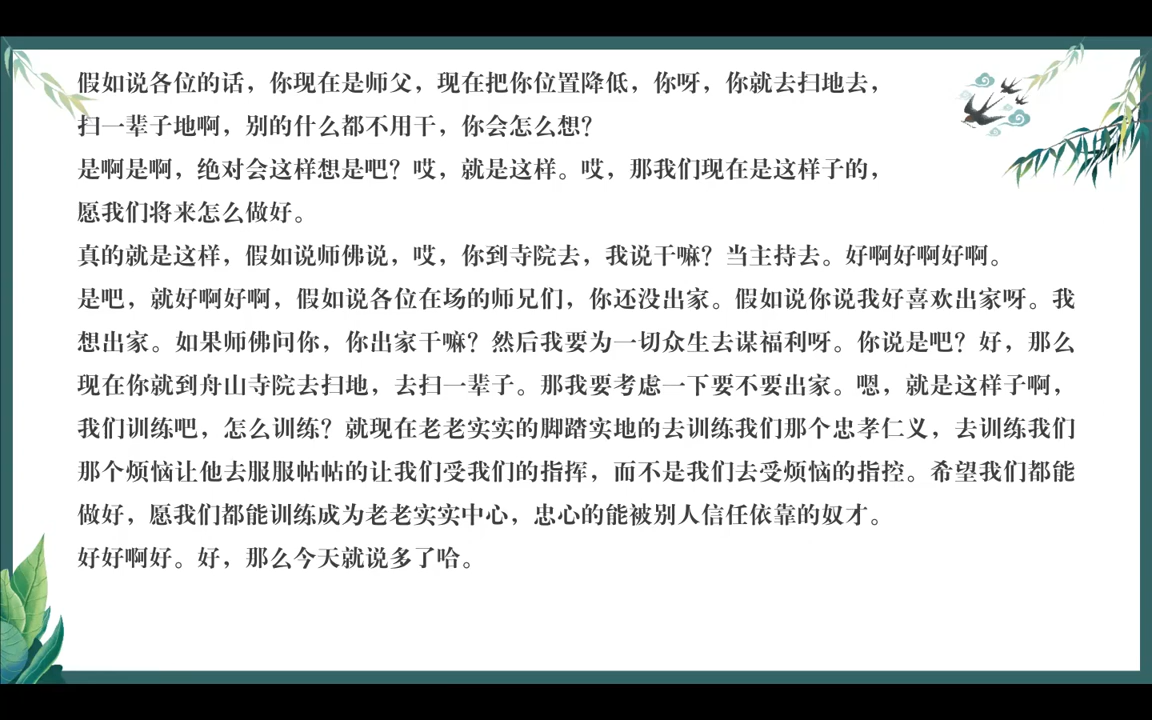 假如说各位的话，你现在是师父，现在把你位置降低，你呀，你就去扫地去，
扫一辈子地啊，别的什么都不用干，你会怎么想？
是啊是啊，绝对会这样想是吧？哎，就是这样。哎，那我们现在是这样子的，
愿我们将来怎么做好。
真的就是这样，假如说师佛说，哎，你到寺院去，我说干嘛？当主持去。好啊好啊好啊。
是吧，就好啊好啊，假如说各位在场的师兄们，你还没出家。假如说你说我好喜欢出家呀。我
想出家。如果师佛问你，你出家干嘛？然后我要为一切众生去谋福利呀。你说是吧？好，那么
现在你就到舟山寺院去扫地，去扫一辈子。那我要考虑一下要不要出家。嗯，就是这样子啊，
我们训练吧，怎么训练？就现在老老实实的脚踏实地的去训练我们那个忠孝仁义，去训练我们
那个烦恼让他去服服帖帖的让我们受我们的指挥，而不是我们去受烦恼的指控。希望我们都能
做好，愿我们都能训练成为老老实实中心，忠心的能被别人信任依靠的奴才。
好好啊好。好，那么今天就说多了哈。